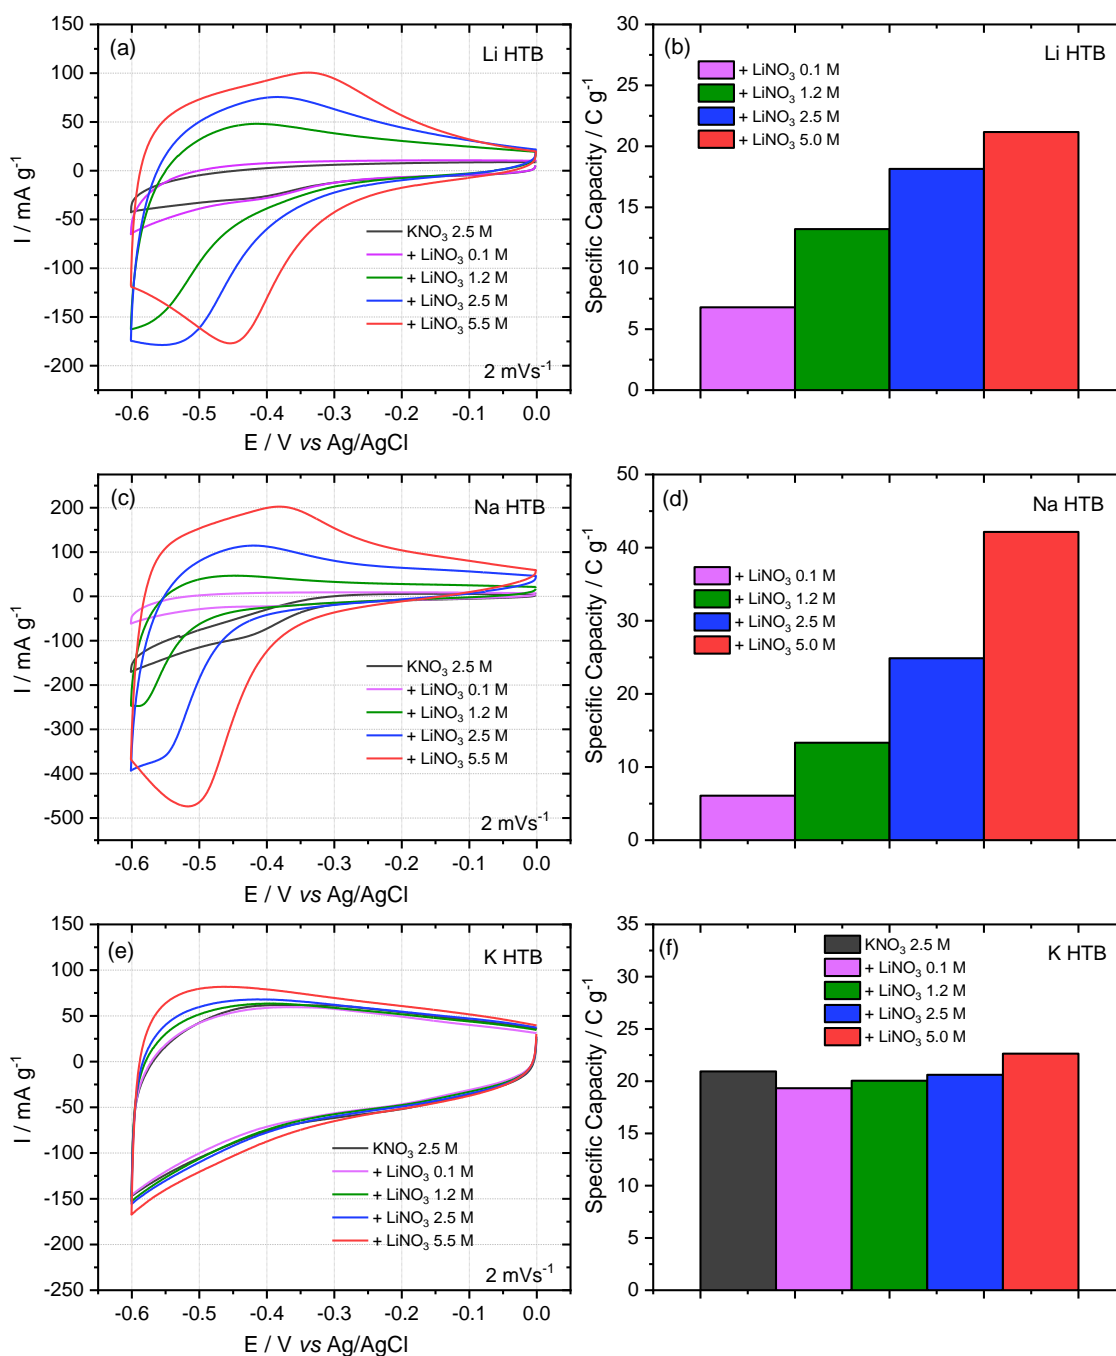 (a)
Li HTB
I / mA g⁻¹
150
100
50
0
-50
-100
-150
-200
KNO₃ 2.5 M
+ LiNO₃ 0.1 M
+ LiNO₃ 1.2 M
+ LiNO₃ 2.5 M
+ LiNO₃ 5.5 M
2 mVs⁻¹
-0.6 -0.5 -0.4 -0.3 -0.2 -0.1 0.0
E / V vs Ag/AgCl
(b)
Li HTB
Specific Capacity / C g⁻¹
30
25
20
15
10
5
0
+ LiNO₃ 0.1 M
+ LiNO₃ 1.2 M
+ LiNO₃ 2.5 M
+ LiNO₃ 5.0 M
(c)
Na HTB
I / mA g⁻¹
200
100
0
-100
-200
-300
-400
-500
KNO₃ 2.5 M
+ LiNO₃ 0.1 M
+ LiNO₃ 1.2 M
+ LiNO₃ 2.5 M
+ LiNO₃ 5.5 M
2 mVs⁻¹
-0.6 -0.5 -0.4 -0.3 -0.2 -0.1 0.0
E / V vs Ag/AgCl
(d)
Na HTB
Specific Capacity / C g⁻¹
50
40
30
20
10
0
+ LiNO₃ 0.1 M
+ LiNO₃ 1.2 M
+ LiNO₃ 2.5 M
+ LiNO₃ 5.0 M
(e)
K HTB
I / mA g⁻¹
150
100
50
0
-50
-100
-150
-200
-250
KNO₃ 2.5 M
+ LiNO₃ 0.1 M
+ LiNO₃ 1.2 M
+ LiNO₃ 2.5 M
+ LiNO₃ 5.5 M
2 mVs⁻¹
-0.6 -0.5 -0.4 -0.3 -0.2 -0.1 0.0
E / V vs Ag/AgCl
(f)
K HTB
Specific Capacity / C g⁻¹
35
30
25
20
15
10
5
0
KNO₃ 2.5 M
+ LiNO₃ 0.1 M
+ LiNO₃ 1.2 M
+ LiNO₃ 2.5 M
+ LiNO₃ 5.0 M